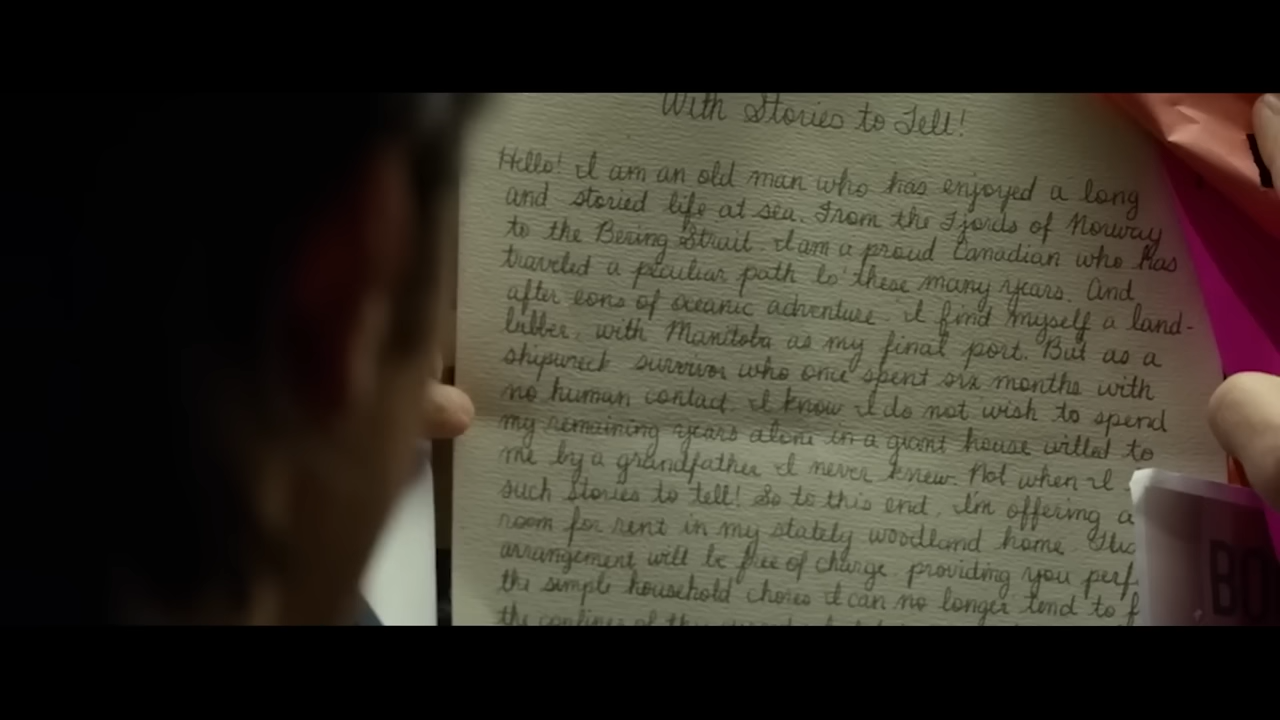 With Stories to Tell!
Hello! I am an old man who has enjoyed a long
and storied life at sea. From the Fjords of Norway
to the Bering Strait. I am a proud Canadian who has
traveled a peculiar path lo these many years. And
after eons of oceanic adventure, I find myself a land-
lubber, with Manitoba as my final port. But as a
shipwreck survivor who once spent six months with
no human contact, I know I do not wish to spend
my remaining years alone in a giant house willed to
me by a grandfather I never knew. Not when I
such Stories to tell! So to this end, I'm offering a
room for rent in my stately woodland home. This
arrangement will be free of charge providing you perf
the simple household chores I can no longer tend to f
the confines of
BO